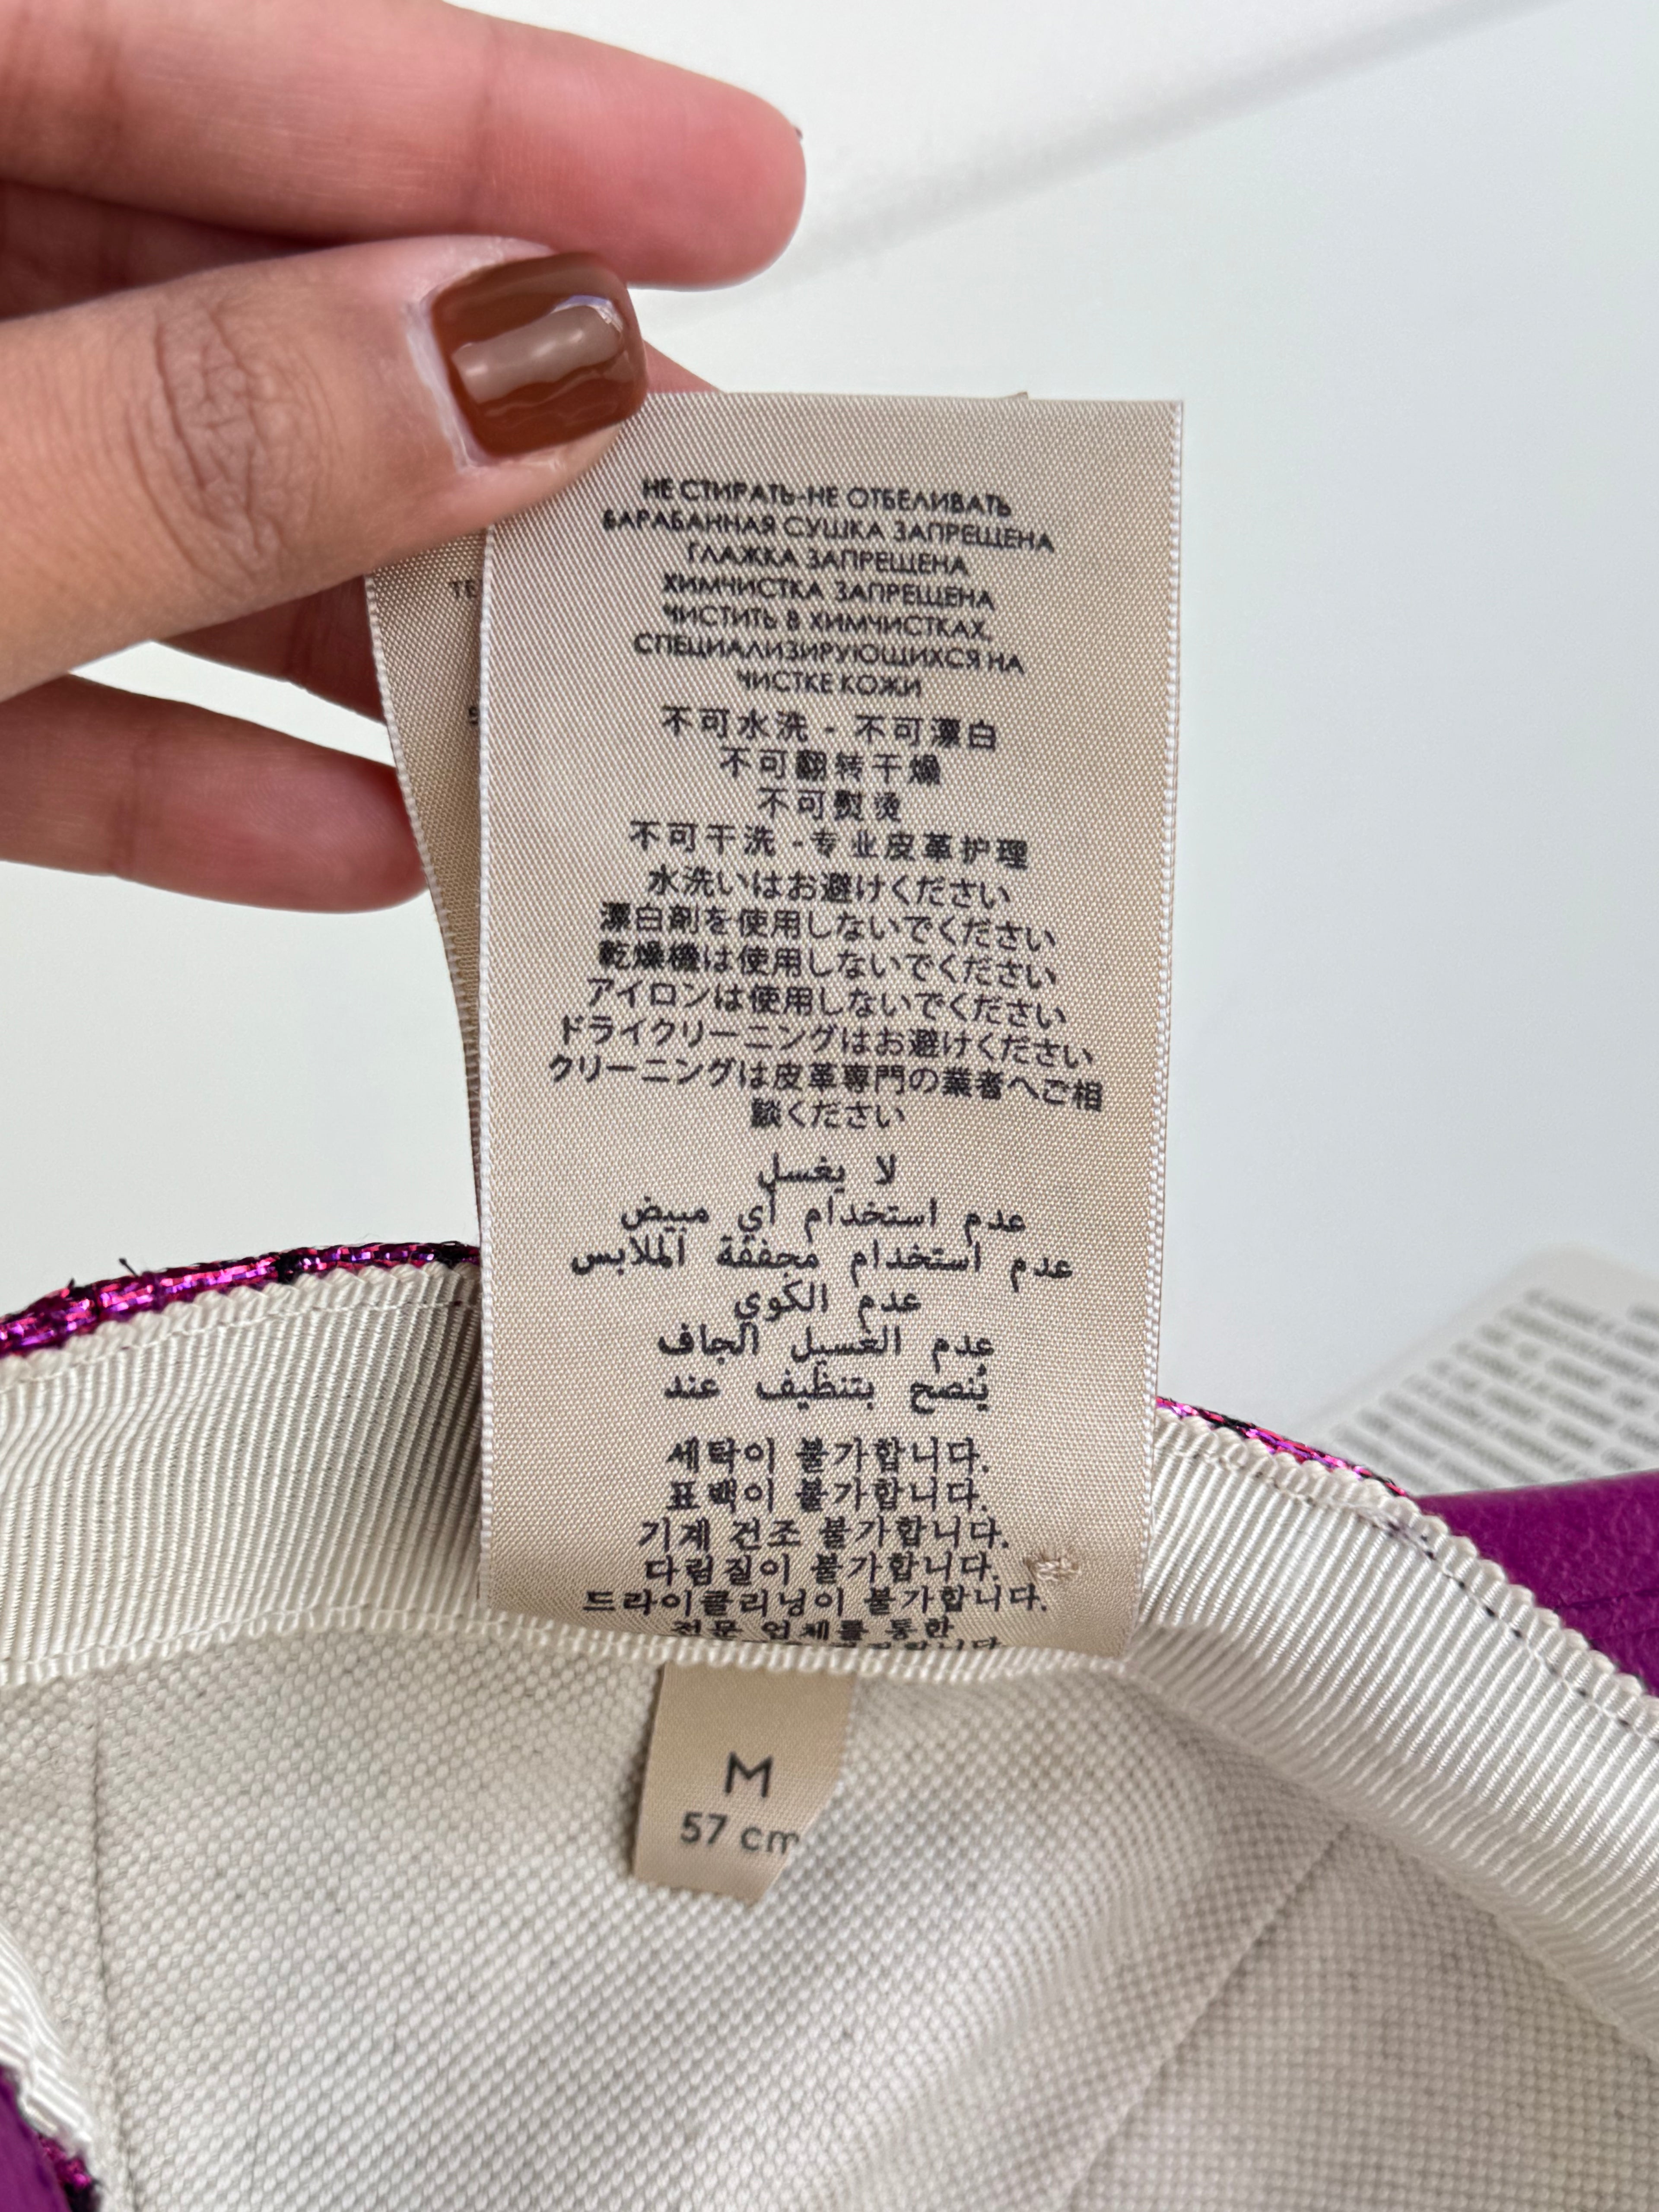 НЕ СТИРАТЬ-НЕ ОТБЕЛИВАТЬ
БАРАБАННАЯ СУШКА ЗАПРЕЩЕНА
ГЛАЖКА ЗАПРЕЩЕНА
ХИМЧИСТКА ЗАПРЕЩЕНА
ЧИСТИТЬ В ХИМЧИСТКАХ,
СПЕЦИАЛИЗИРУЮЩИХСЯ НА
ЧИСТКЕ КОЖИ
不可水洗 - 不可漂白
不可翻转干燥
不可熨烫
不可干洗 -专业皮革护理
水洗いはお避けください
漂白剤を使用しないでください
乾燥機は使用しないでください
アイロンは使用しないでください
ドライクリーニングはお避けください
クリーニングは皮革専門の業者へご相
談ください
لا يغسل
عدم استخدام أي مبيض
عدم استخدام مجففة الملابس
عدم الكوي
عدم الغسيل الجاف
يُنصح بتنظيف عند
세탁이 불가합니다.
표백이 불가합니다.
기계 건조 불가합니다.
다림질이 불가합니다.
드라이클리닝이 불가합니다.
전문 업체를 통한
M
57 cm